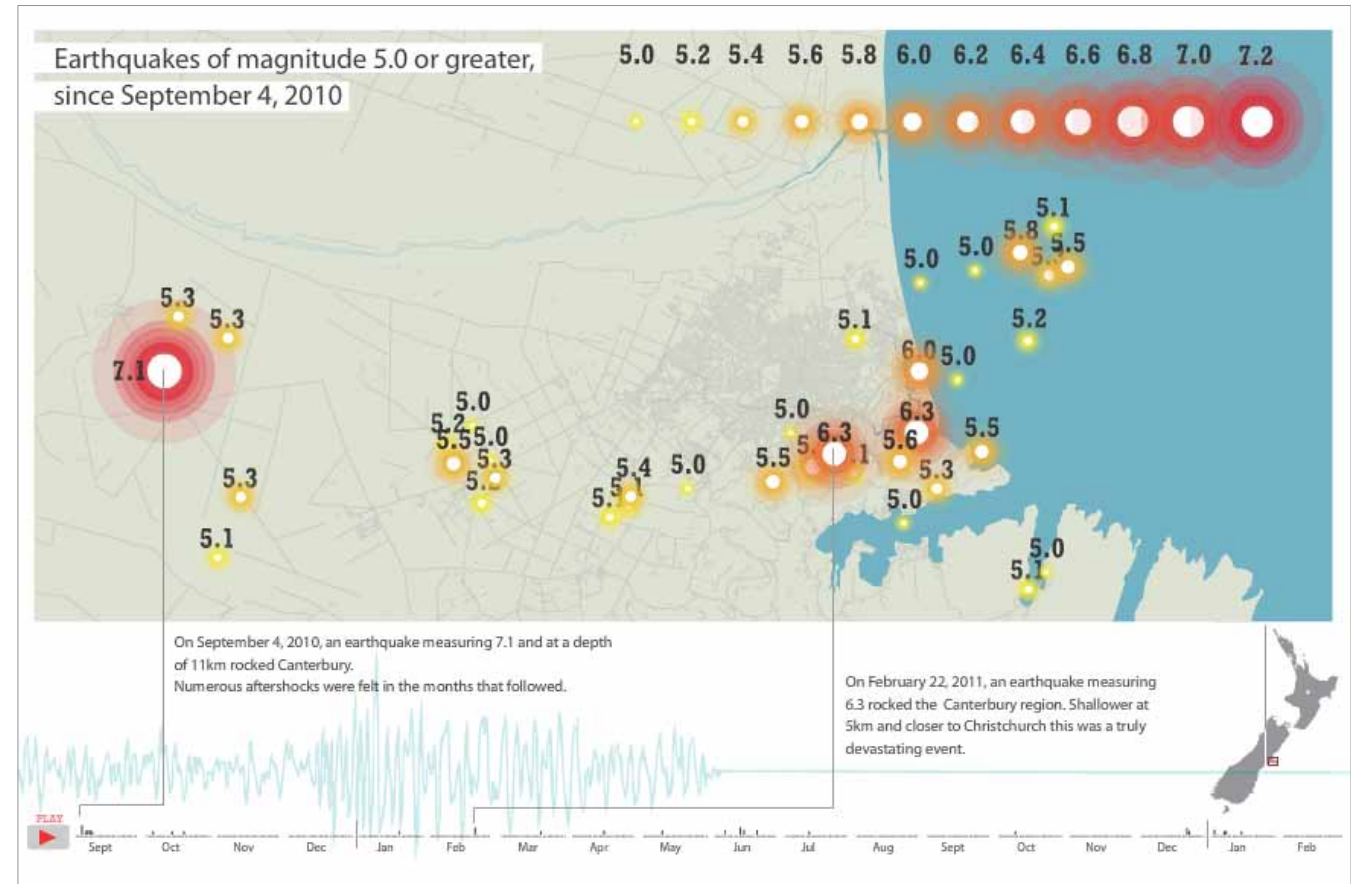 Earthquakes of magnitude 5.0 or greater,
since September 4, 2010
5.0 5.2 5.4 5.6 5.8 6.0 6.2 6.4 6.6 6.8 7.0 7.2
5.1
5.8
5.5
5.0
5.0
5.3
5.3
5.1
5.2
7.1
6.0
5.0
5.0
5.2
5.5
5.0
5.3
5.0
6.3
6.3
5.6
5.5
5.4
5.0
5.5
5.3
5.3
5.1
5.0
5.1
5.0
5.1
On September 4, 2010, an earthquake measuring 7.1 and at a depth
of 11km rocked Canterbury.
Numerous aftershocks were felt in the months that followed.
On February 22, 2011, an earthquake measuring
6.3 rocked the Canterbury region. Shallower at
5km and closer to Christchurch this was a truly
devastating event.
PLAY
Sept Oct Nov Dec Jan Feb Mar Apr May Jun Jul Aug Sept Oct Nov Dec Jan Feb